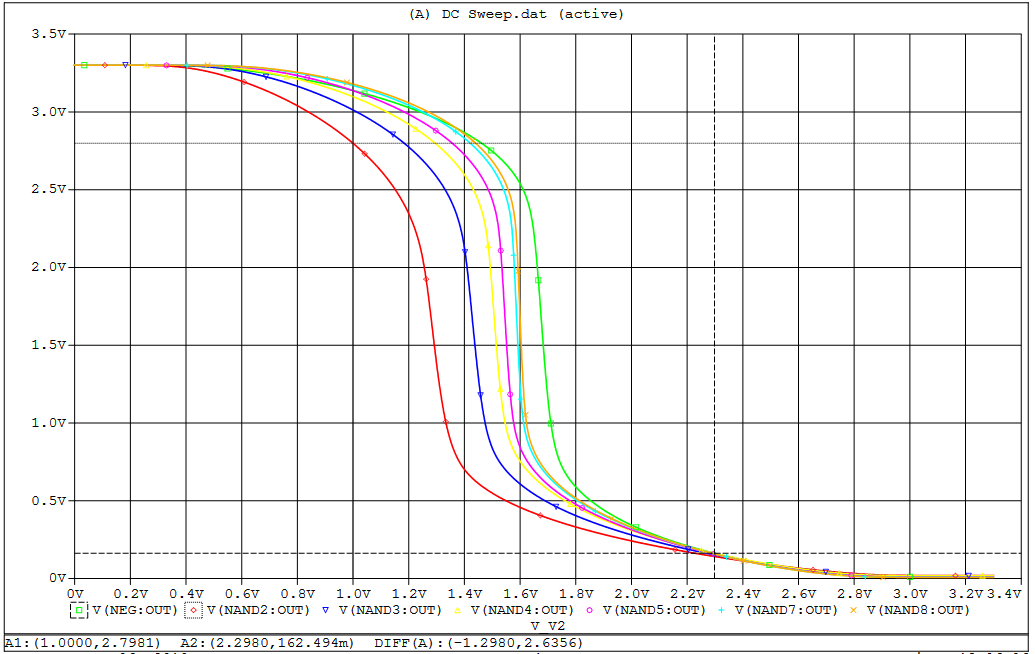 (A) DC Sweep.dat (active)
3.5V
3.0V
2.5V
2.0V
1.5V
1.0V
0.5V
0V
0V 0.2V 0.4V 0.6V 0.8V 1.0V 1.2V 1.4V 1.6V 1.8V 2.0V 2.2V 2.4V 2.6V 2.8V 3.0V 3.2V 3.4V
V(NEG:OUT) V(NAND2:OUT) V(NAND3:OUT) V(NAND4:OUT) V(NAND5:OUT) V(NAND7:OUT) V(NAND8:OUT)
V_V2
A1:(1.0000,2.7981) A2:(2.2980,162.494m) DIFF(A):(-1.2980,2.6356)